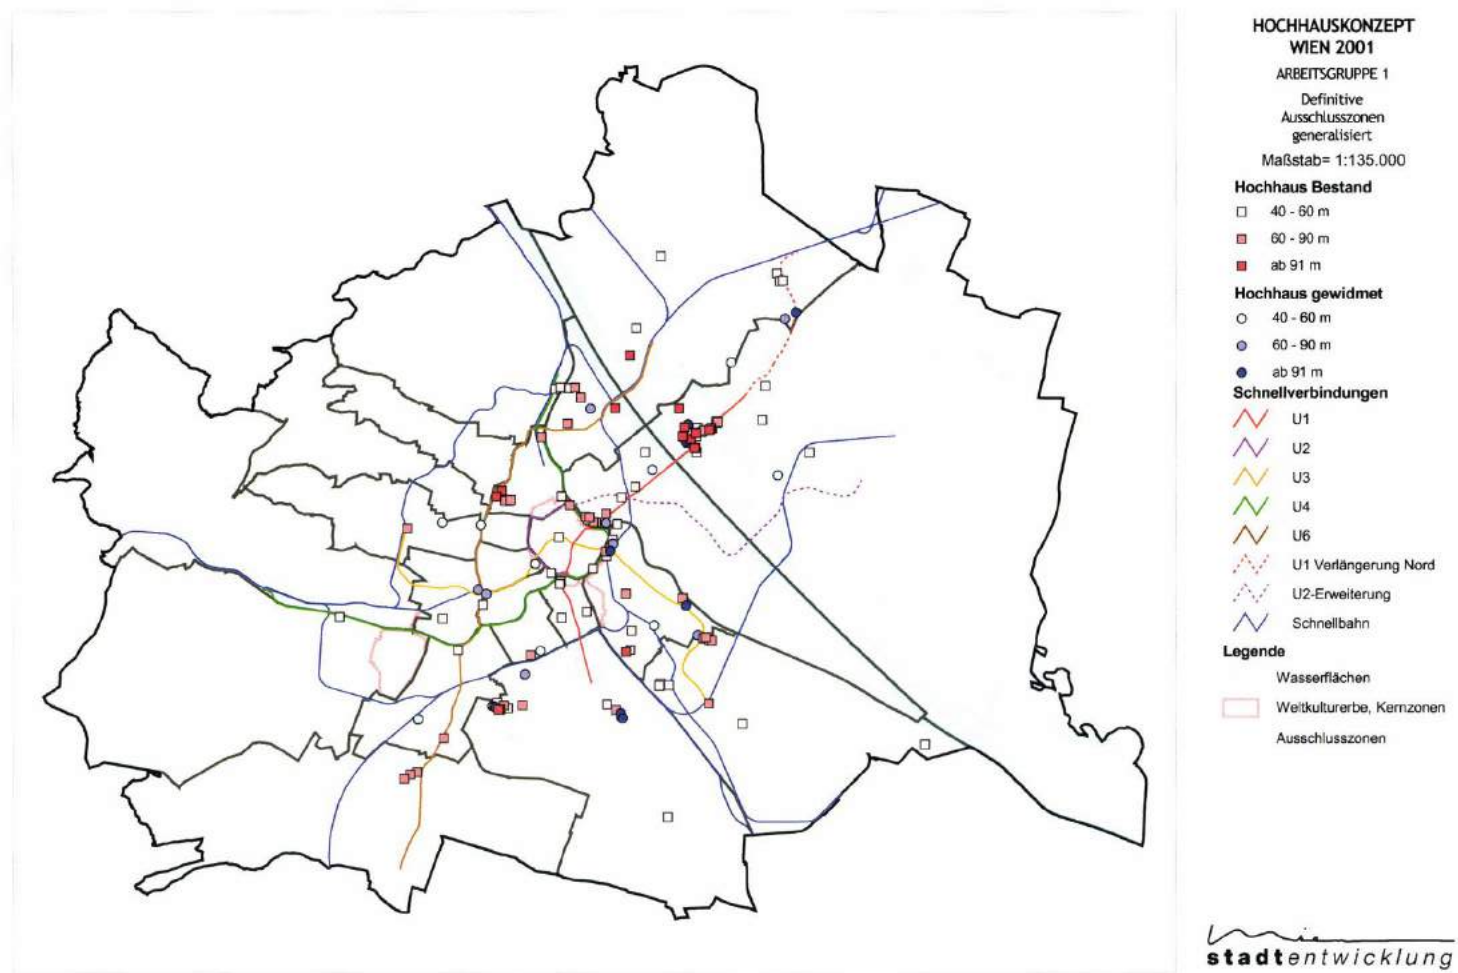 HOCHHAUSKONZEPT
WIEN 2001
ARBEITSGRUPPE 1
Definitive
Ausschlusszonen
generalisiert
Maßstab= 1:135.000
Hochhaus Bestand
40 - 60 m
60 - 90 m
ab 91 m
Hochhaus gewidmet
40 - 60 m
60 - 90 m
ab 91 m
Schnellverbindungen
U1
U2
U3
U4
U6
U1 Verlängerung Nord
U2-Erweiterung
Schnellbahn
Legende
Wasserflächen
Weltkulturerbe, Kernzonen
Ausschlusszonen
stadtentwicklung